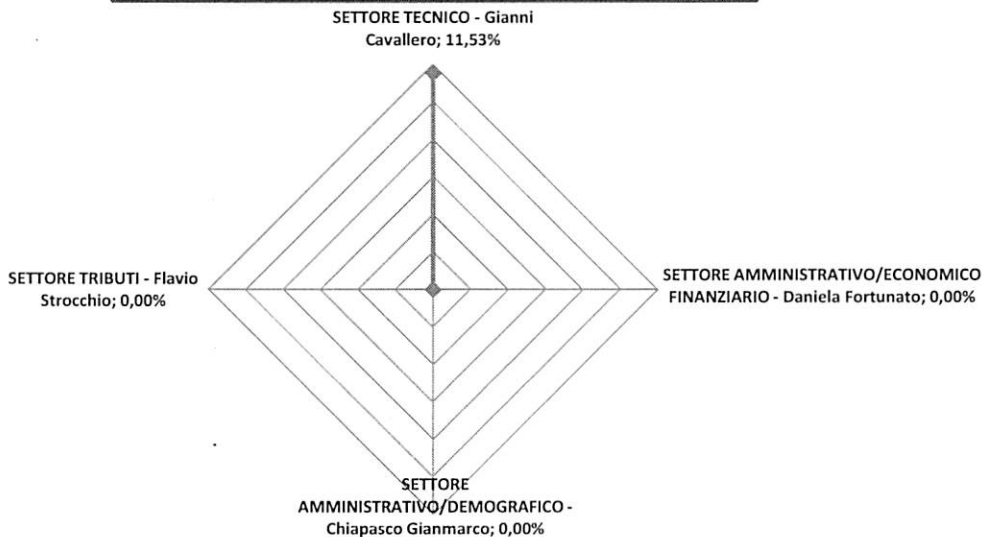 SETTORE TECNICO - Gianni
Cavallero; 11,53%
SETTORE TRIBUTI - Flavio
Strocchio; 0,00%
SETTORE AMMINISTRATIVO/ECONOMICO
FINANZIARIO - Daniela Fortunato; 0,00%
SETTORE
AMMINISTRATIVO/DEMOGRAFICO -
Chiapasco Gianmarco; 0,00%